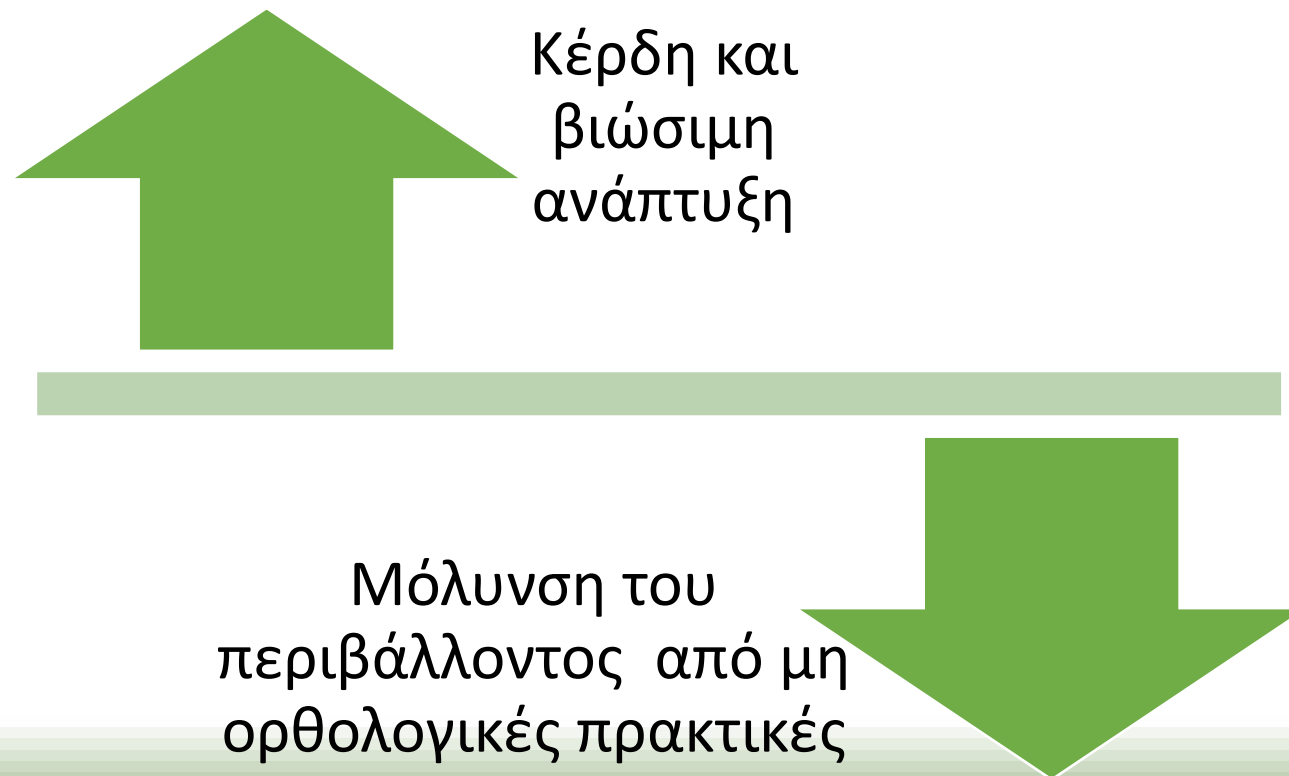 Κέρδη και
βιώσιμη
ανάπτυξη
Μόλυνση του
περιβάλλοντος από μη
ορθολογικές πρακτικές